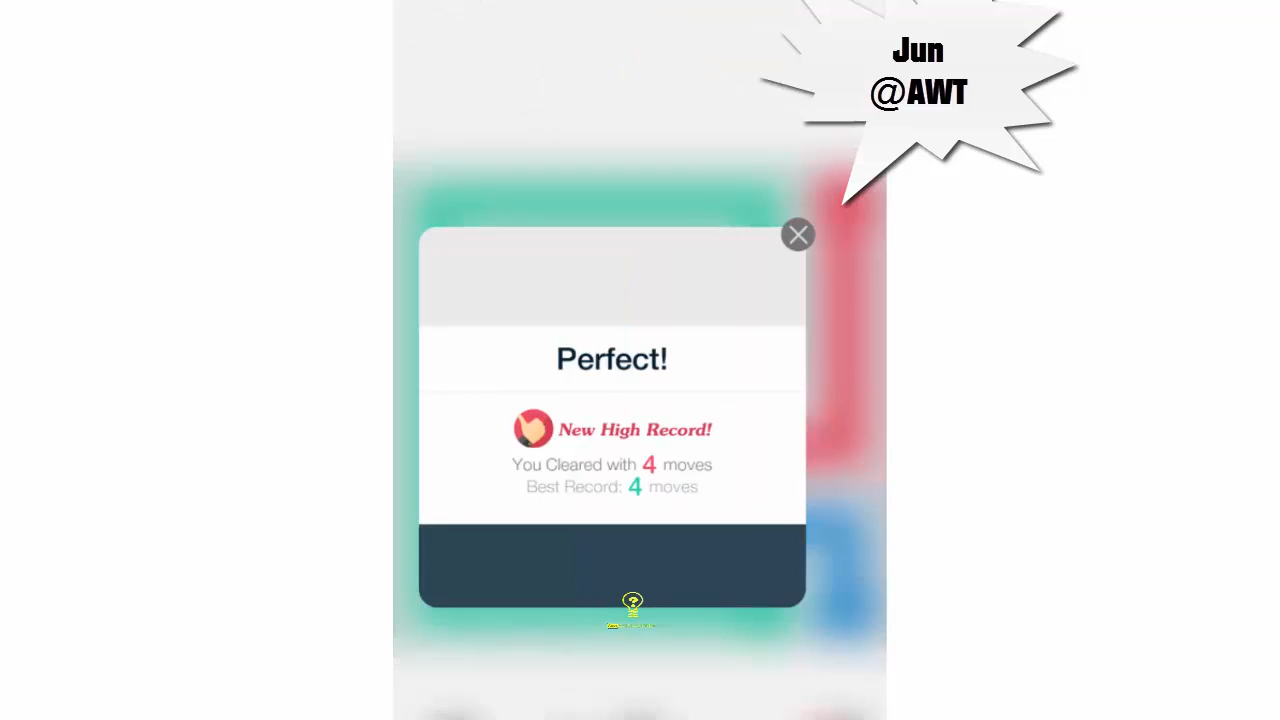 Jun
@AWT
Perfect!
New High Record!
You Cleared with 4 moves
Best Record: 4 moves
?